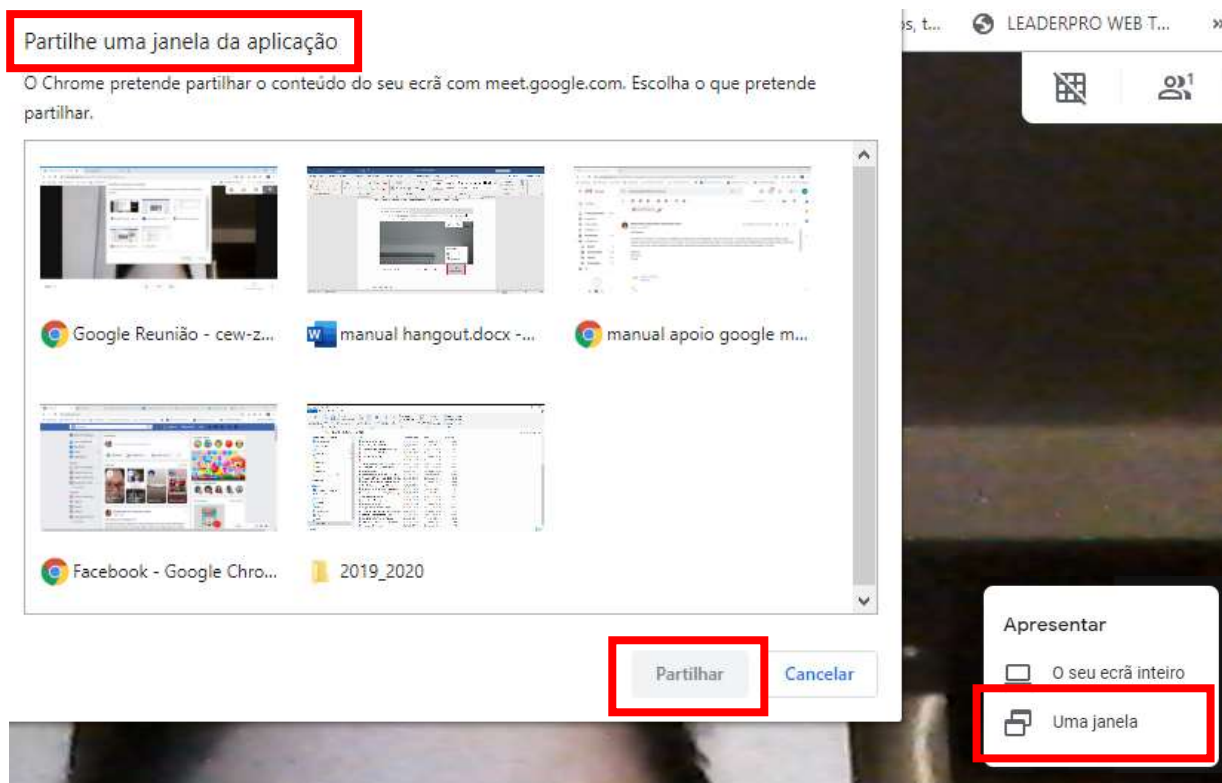 Partilhe uma janela da aplicação
O Chrome pretende partilhar o conteúdo do seu ecrã com meet.google.com. Escolha o que pretende
partilhar.
Google Reunião - cew-z...
manual hangout.docx -...
manual apoio google m...
Facebook - Google Chro...
2019_2020
Partilhar
Cancelar
t...
LEADERPRO WEB T...
»
1
Apresentar
O seu ecrã inteiro
Uma janela